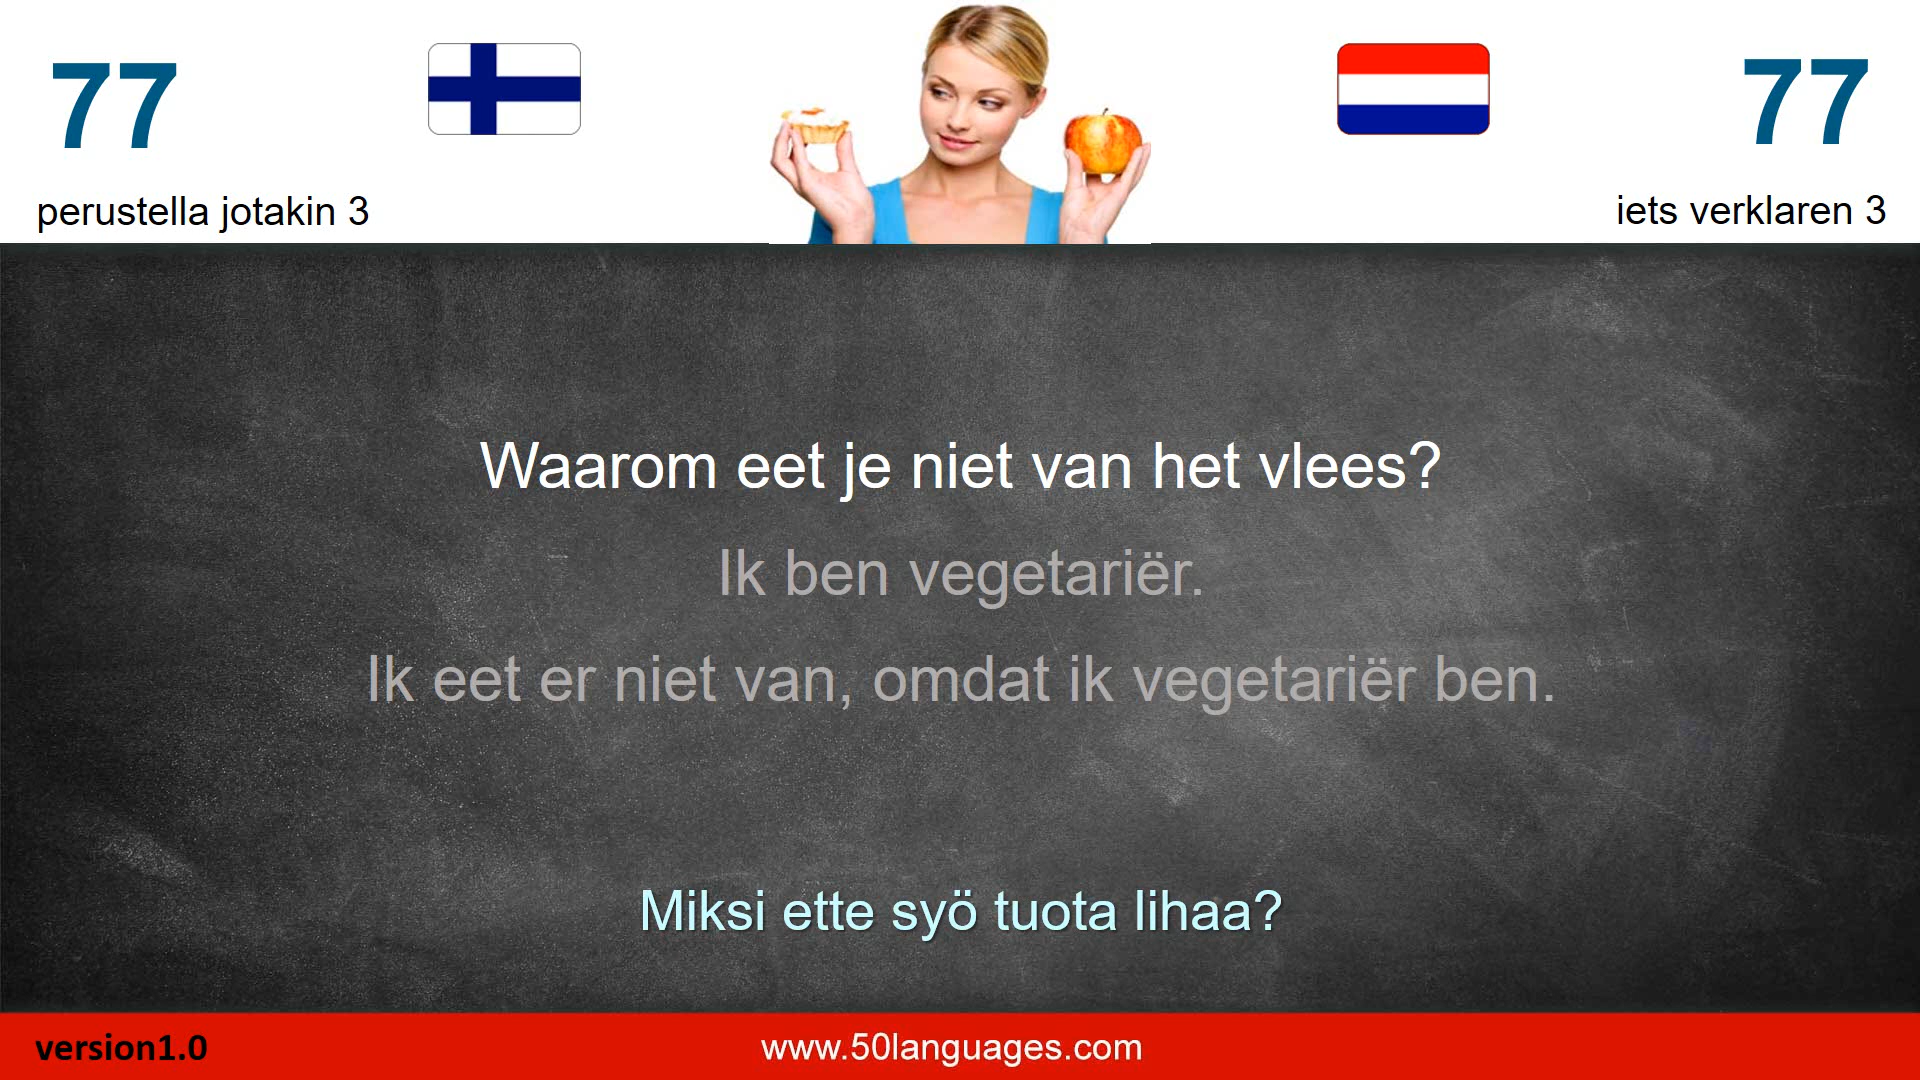 77
77
perustella jotakin 3
iets verklaren 3
Waarom eet je niet van het vlees?
Ik ben vegetariër.
Ik eet er niet van, omdat ik vegetariër ben.
Miksi ette syö tuota lihaa?
version1.0
www.50languages.com